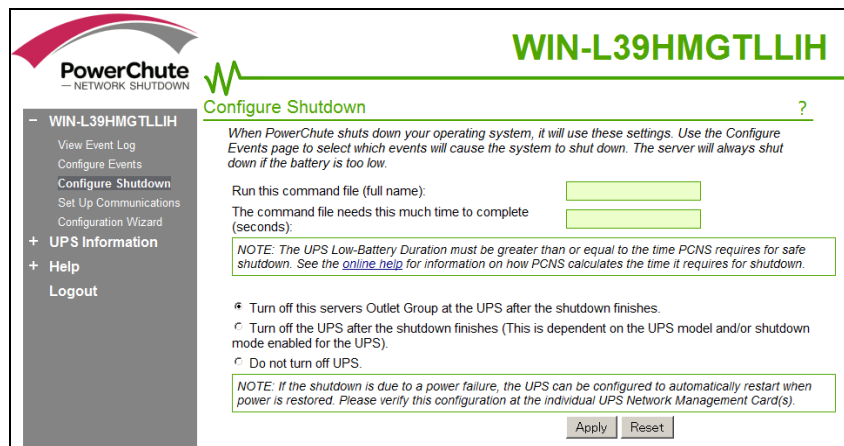 WIN-L39HMGTLLIH
PowerChute
— NETWORK SHUTDOWN
− WIN-L39HMGTLLIH
View Event Log
Configure Events
Configure Shutdown
Set Up Communications
Configuration Wizard
+ UPS Information
+ Help
Logout
Configure Shutdown ?
When PowerChute shuts down your operating system, it will use these settings. Use the Configure
Events page to select which events will cause the system to shut down. The server will always shut
down if the battery is too low.
Run this command file (full name):
The command file needs this much time to complete
(seconds):
NOTE: The UPS Low-Battery Duration must be greater than or equal to the time PCNS requires for safe
shutdown. See the online help for information on how PCNS calculates the time it requires for shutdown.
Turn off this servers Outlet Group at the UPS after the shutdown finishes.
Turn off the UPS after the shutdown finishes (This is dependent on the UPS model and/or shutdown
mode enabled for the UPS).
Do not turn off UPS.
NOTE: If the shutdown is due to a power failure, the UPS can be configured to automatically restart when
power is restored. Please verify this configuration at the individual UPS Network Management Card(s).
Apply Reset